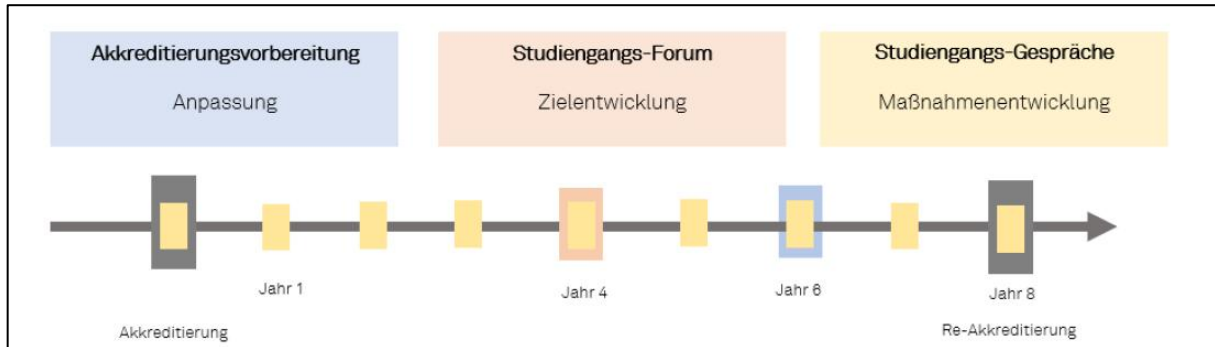 Akkreditierungsvorbereitung
Anpassung
Studiengangs-Forum
Zielentwicklung
Studiengangs-Gespräche
Maßnahmenentwicklung
Jahr 1
Jahr 4
Jahr 6
Jahr 8
Akkreditierung
Re-Akkreditierung